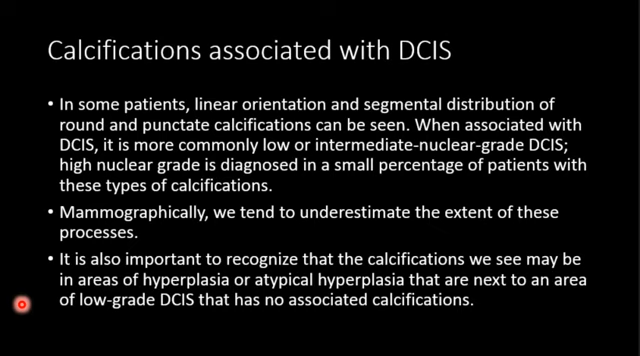 Calcifications associated with DCIS
• In some patients, linear orientation and segmental distribution of
round and punctate calcifications can be seen. When associated with
DCIS, it is more commonly low or intermediate-nuclear-grade DCIS;
high nuclear grade is diagnosed in a small percentage of patients with
these types of calcifications.
• Mammographically, we tend to underestimate the extent of these
processes.
• It is also important to recognize that the calcifications we see may be
in areas of hyperplasia or atypical hyperplasia that are next to an area
of low-grade DCIS that has no associated calcifications.